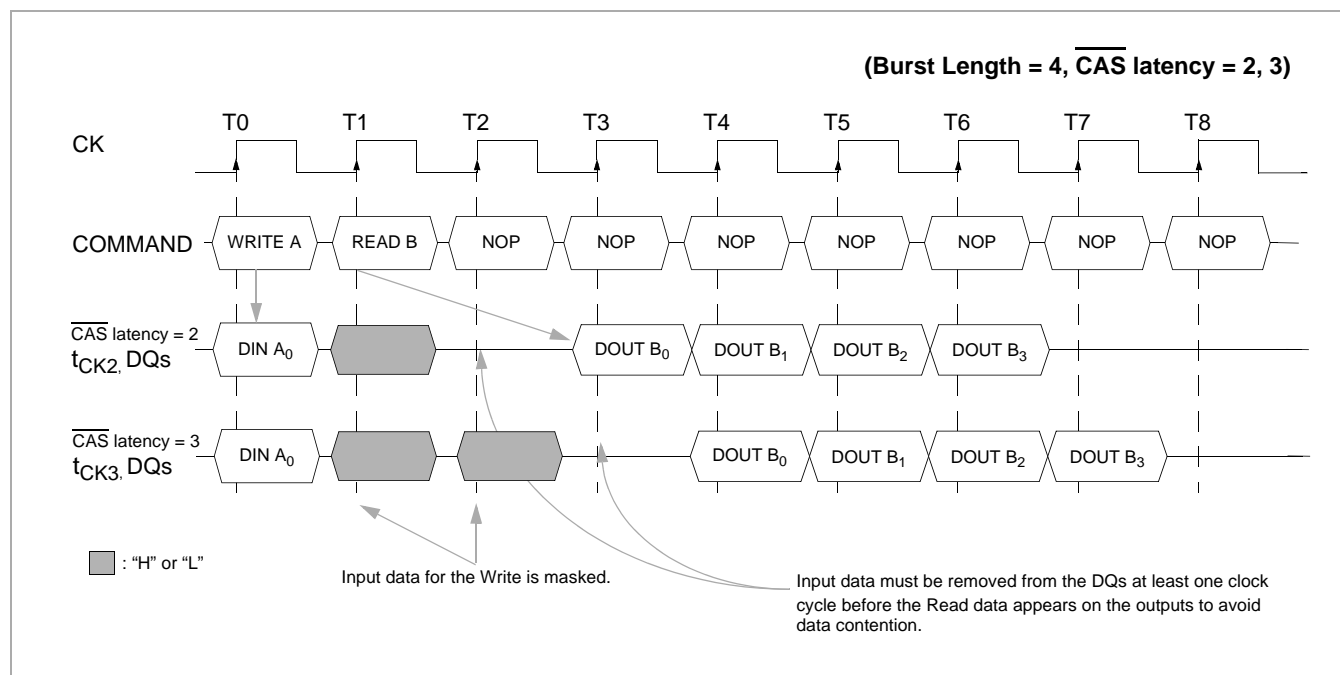 (Burst Length = 4, CAS latency = 2, 3)
T0 T1 T2 T3 T4 T5 T6 T7 T8
CK
COMMAND WRITE A READ B NOP NOP NOP NOP NOP NOP NOP
CAS latency = 2
tCK2, DQs DIN A0 DOUT B0 DOUT B1 DOUT B2 DOUT B3
CAS latency = 3
tCK3, DQs DIN A0 DOUT B0 DOUT B1 DOUT B2 DOUT B3
: “H” or “L”
Input data for the Write is masked.
Input data must be removed from the DQs at least one clock
cycle before the Read data appears on the outputs to avoid
data contention.